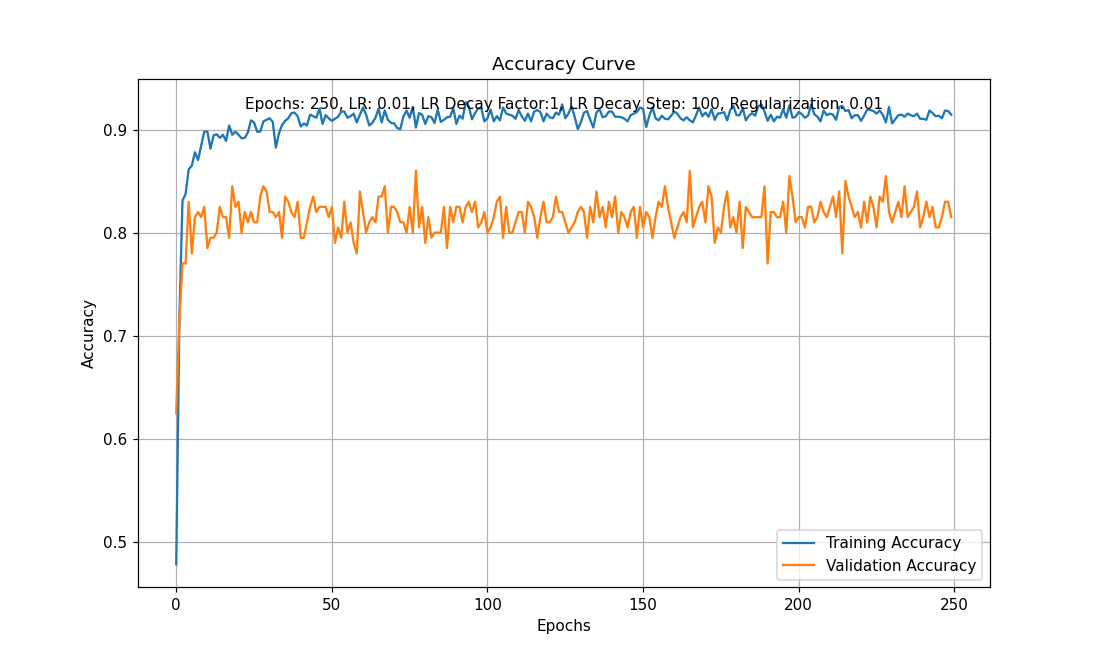 Accuracy Curve
Epochs: 250, LR: 0.01, LR Decay Factor:1, LR Decay Step: 100, Regularization: 0.01
0.9
0.8
0.7
0.6
0.5
Accuracy
Training Accuracy
Validation Accuracy
0 50 100 150 200 250
Epochs